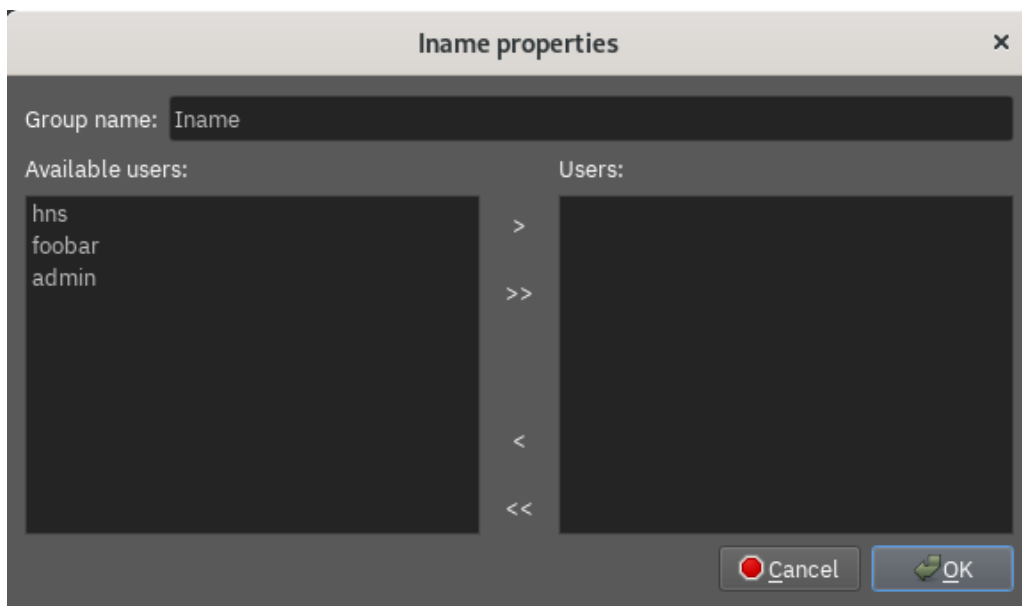 Iname properties ×
Group name: Iname
Available users:
Users:
hns
foobar
admin
>
>>
<
<<
Cancel
OK